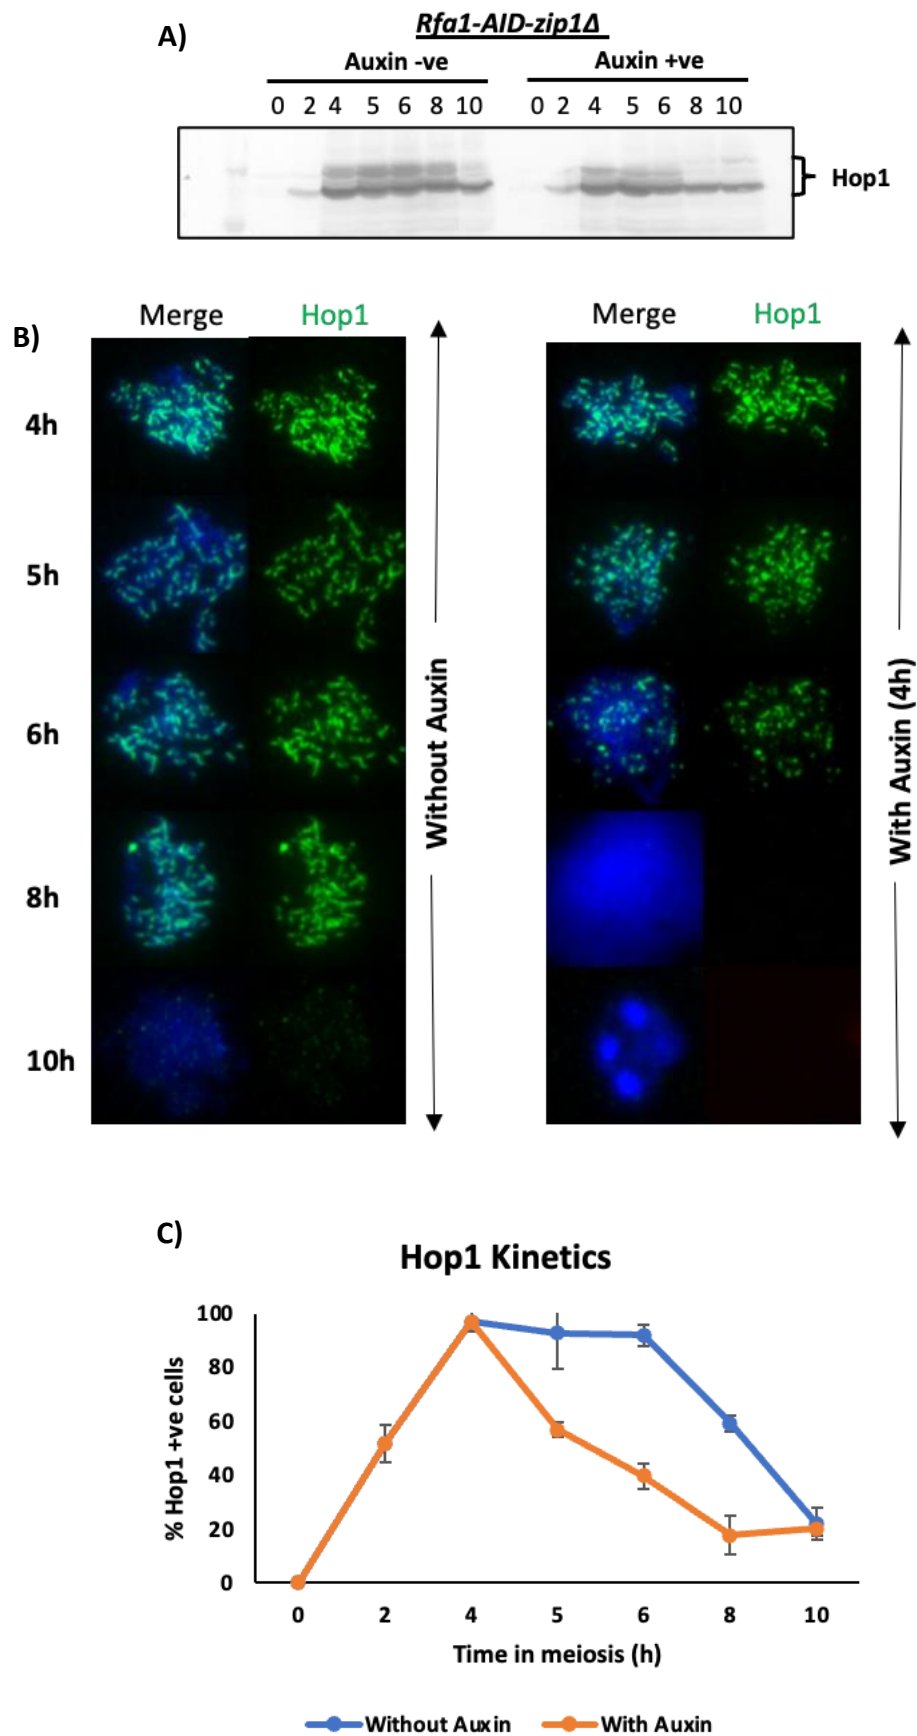 A)
Rfa1-AID-zip1Δ
Auxin -ve
Auxin +ve
0 2 4 5 6 8 10
0 2 4 5 6 8 10
Hop1
B)
Merge
Hop1
Merge
Hop1
4h
5h
6h
8h
10h
Without Auxin
With Auxin (4h)
C)
Hop1 Kinetics
% Hop1 +ve cells
100
80
60
40
20
0
0 2 4 5 6 8 10
Time in meiosis (h)
Without Auxin
With Auxin